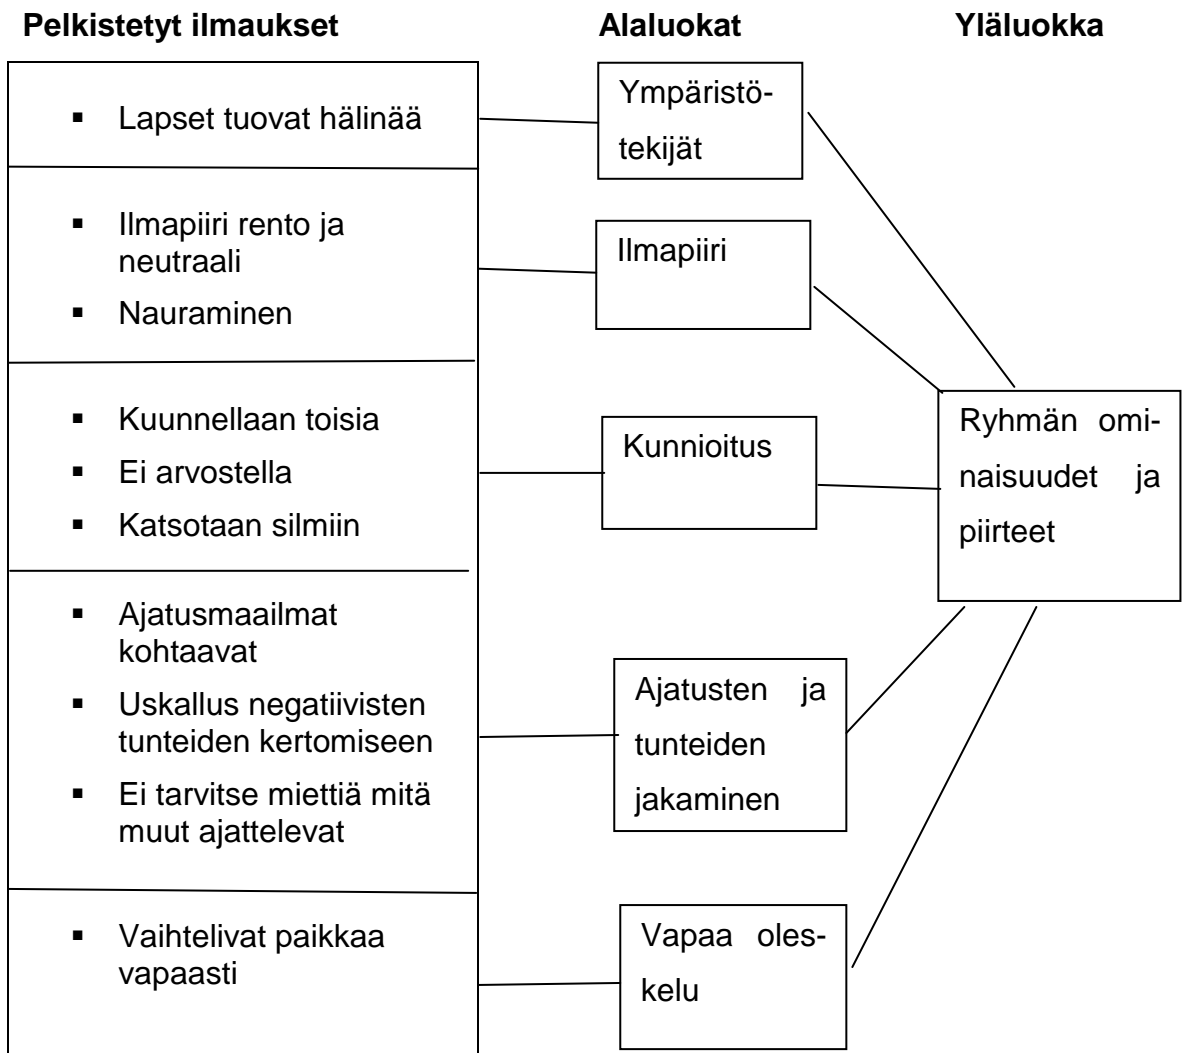 Pelkistetyt ilmaukset
Alaluokat
Yläluokka
▪ Lapset tuovat hälinää
Ympäristö-
tekijät
▪ Ilmapiiri rento ja
neutraali
▪ Nauraminen
Ilmapiiri
▪ Kuunnellaan toisia
▪ Ei arvostella
▪ Katsotaan silmiin
Kunnioitus
Ryhmän omi-
naisuudet ja
piirteet
▪ Ajatusmaailmat
kohtaavat
▪ Uskallus negatiivisten
tunteiden kertomiseen
▪ Ei tarvitse miettiä mitä
muut ajattelevat
Ajatusten ja
tunteiden
jakaminen
▪ Vaihtelivat paikkaa
vapaasti
Vapaa oles-
kelu